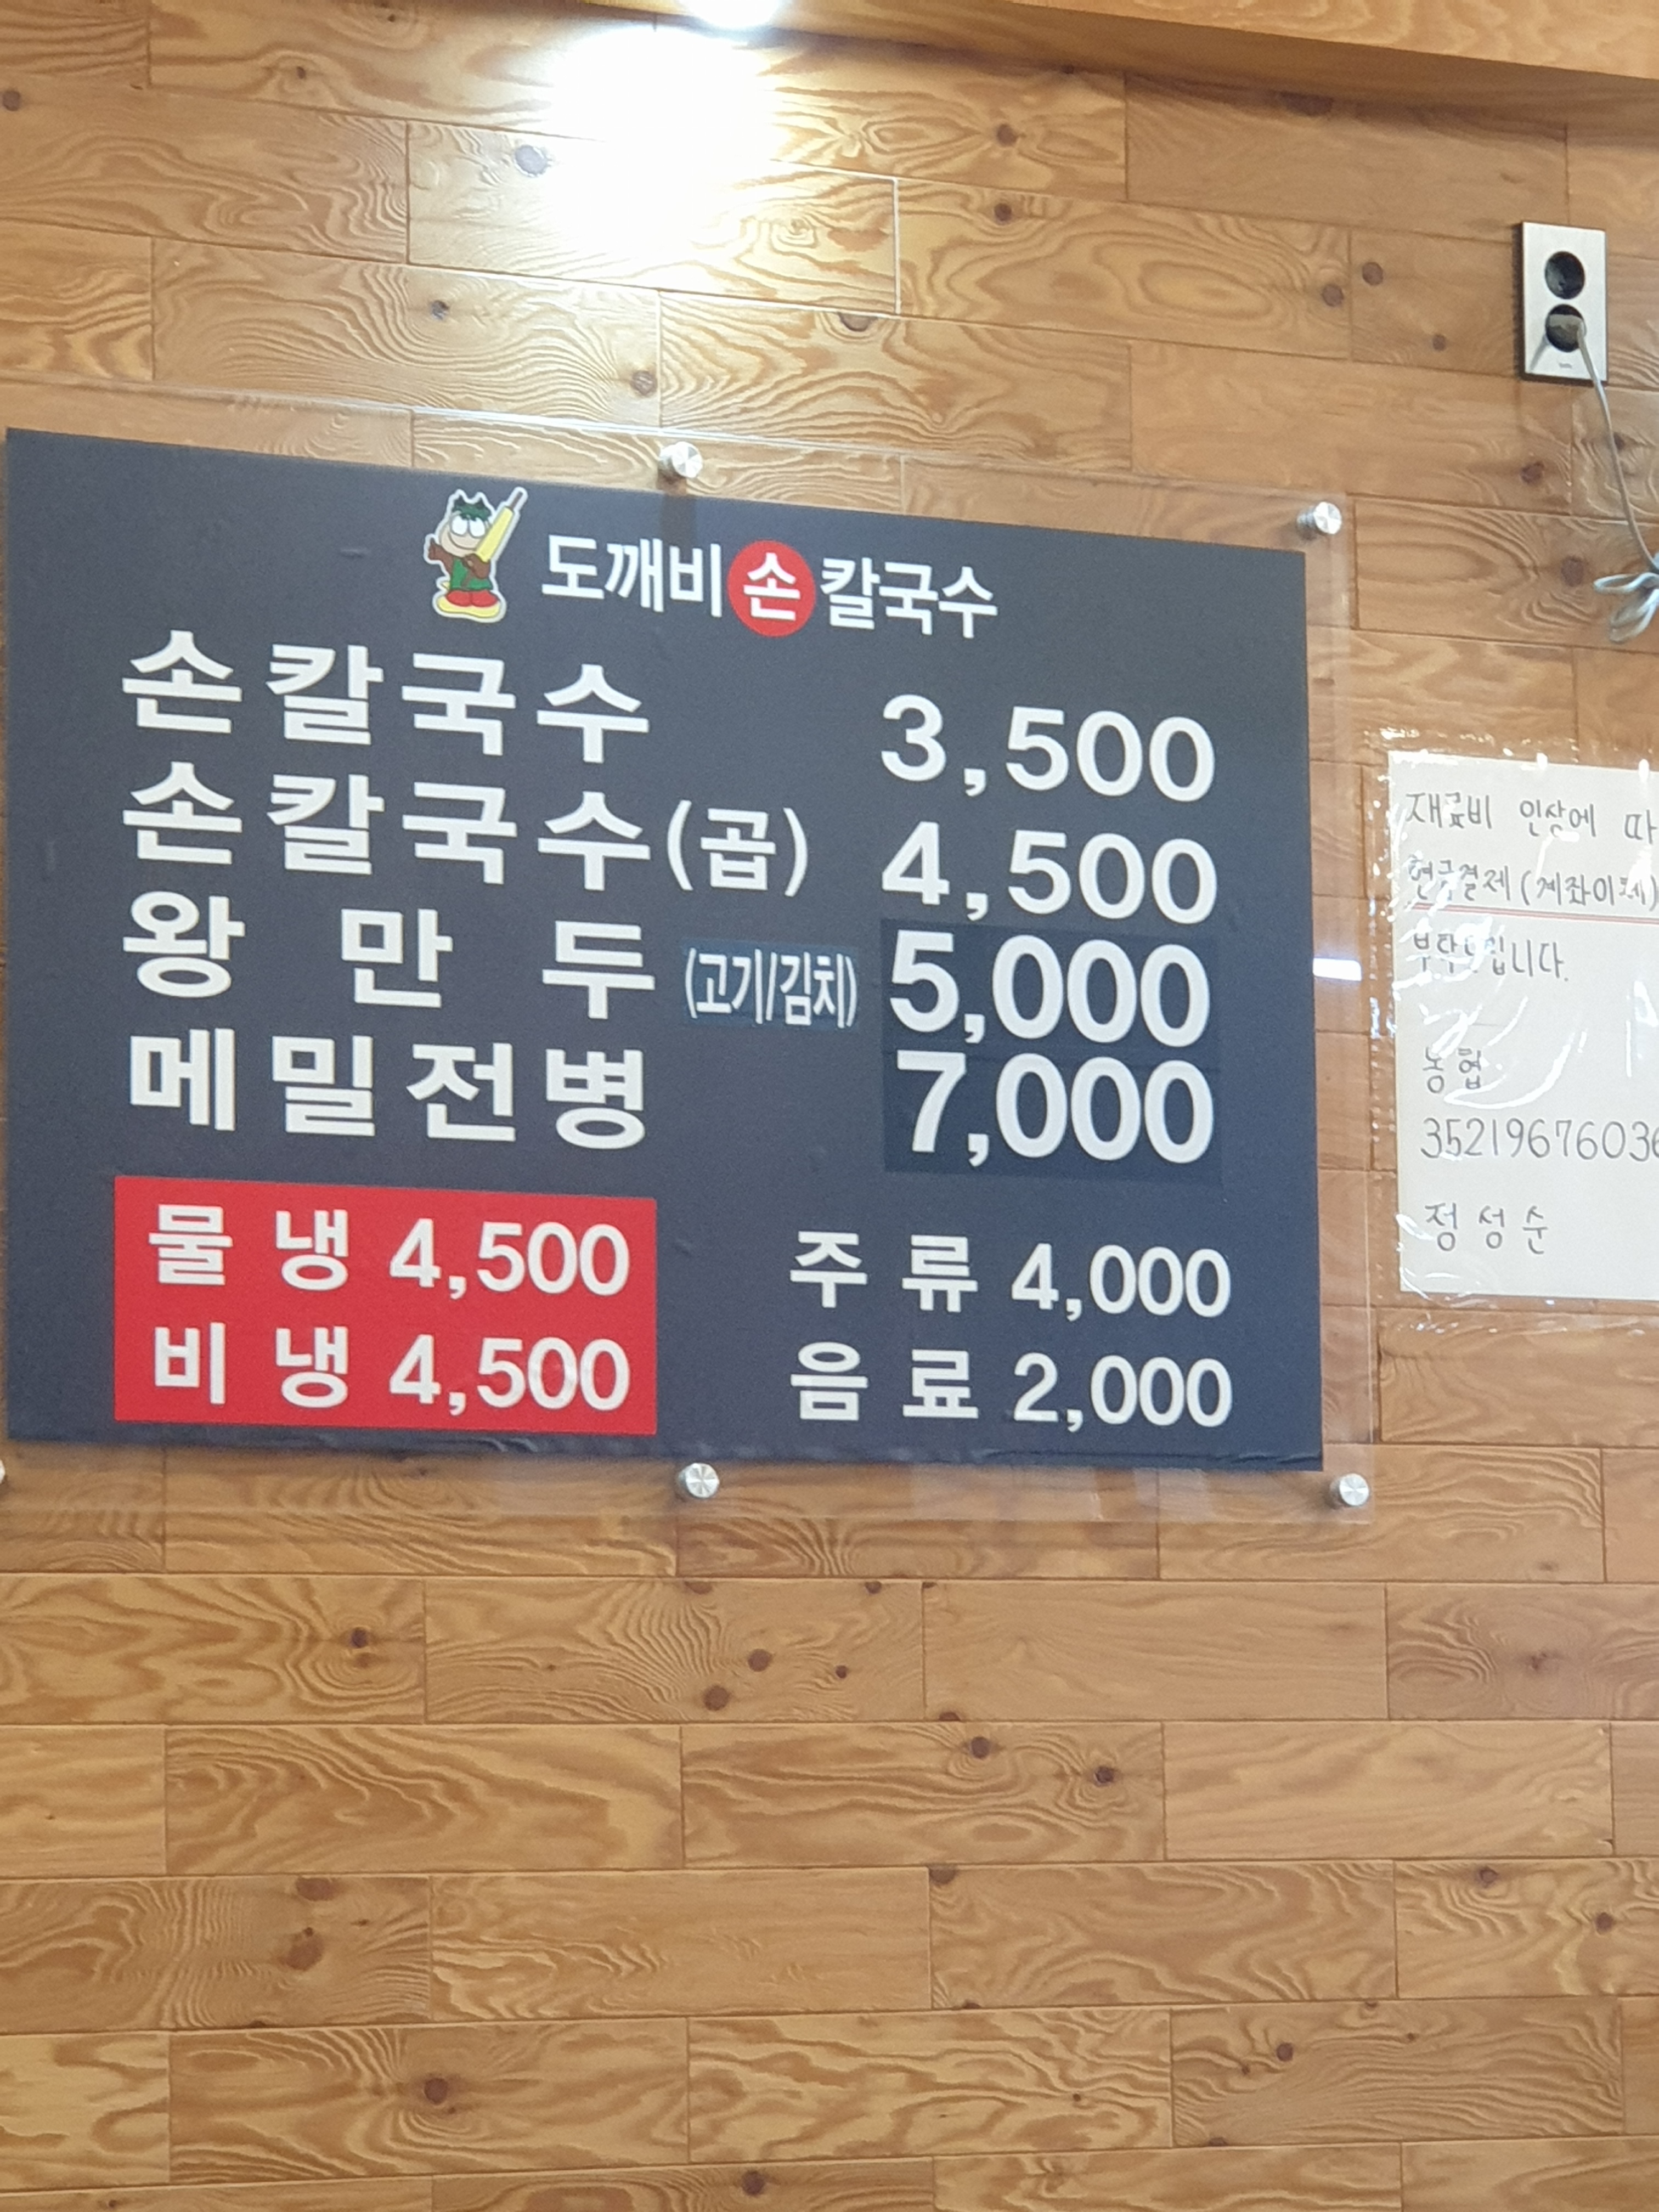 도깨비손칼국수
손칼국수 3,500
손칼국수(곱) 4,500
왕만두 (고기/김치) 5,000
메밀전병 7,000
물냉 4,500
비냉 4,500
주류 4,000
음료 2,000
재료비 인상에 따
현금결제(계좌이체)
부탁드립니다.
농협
35219676036
정성순